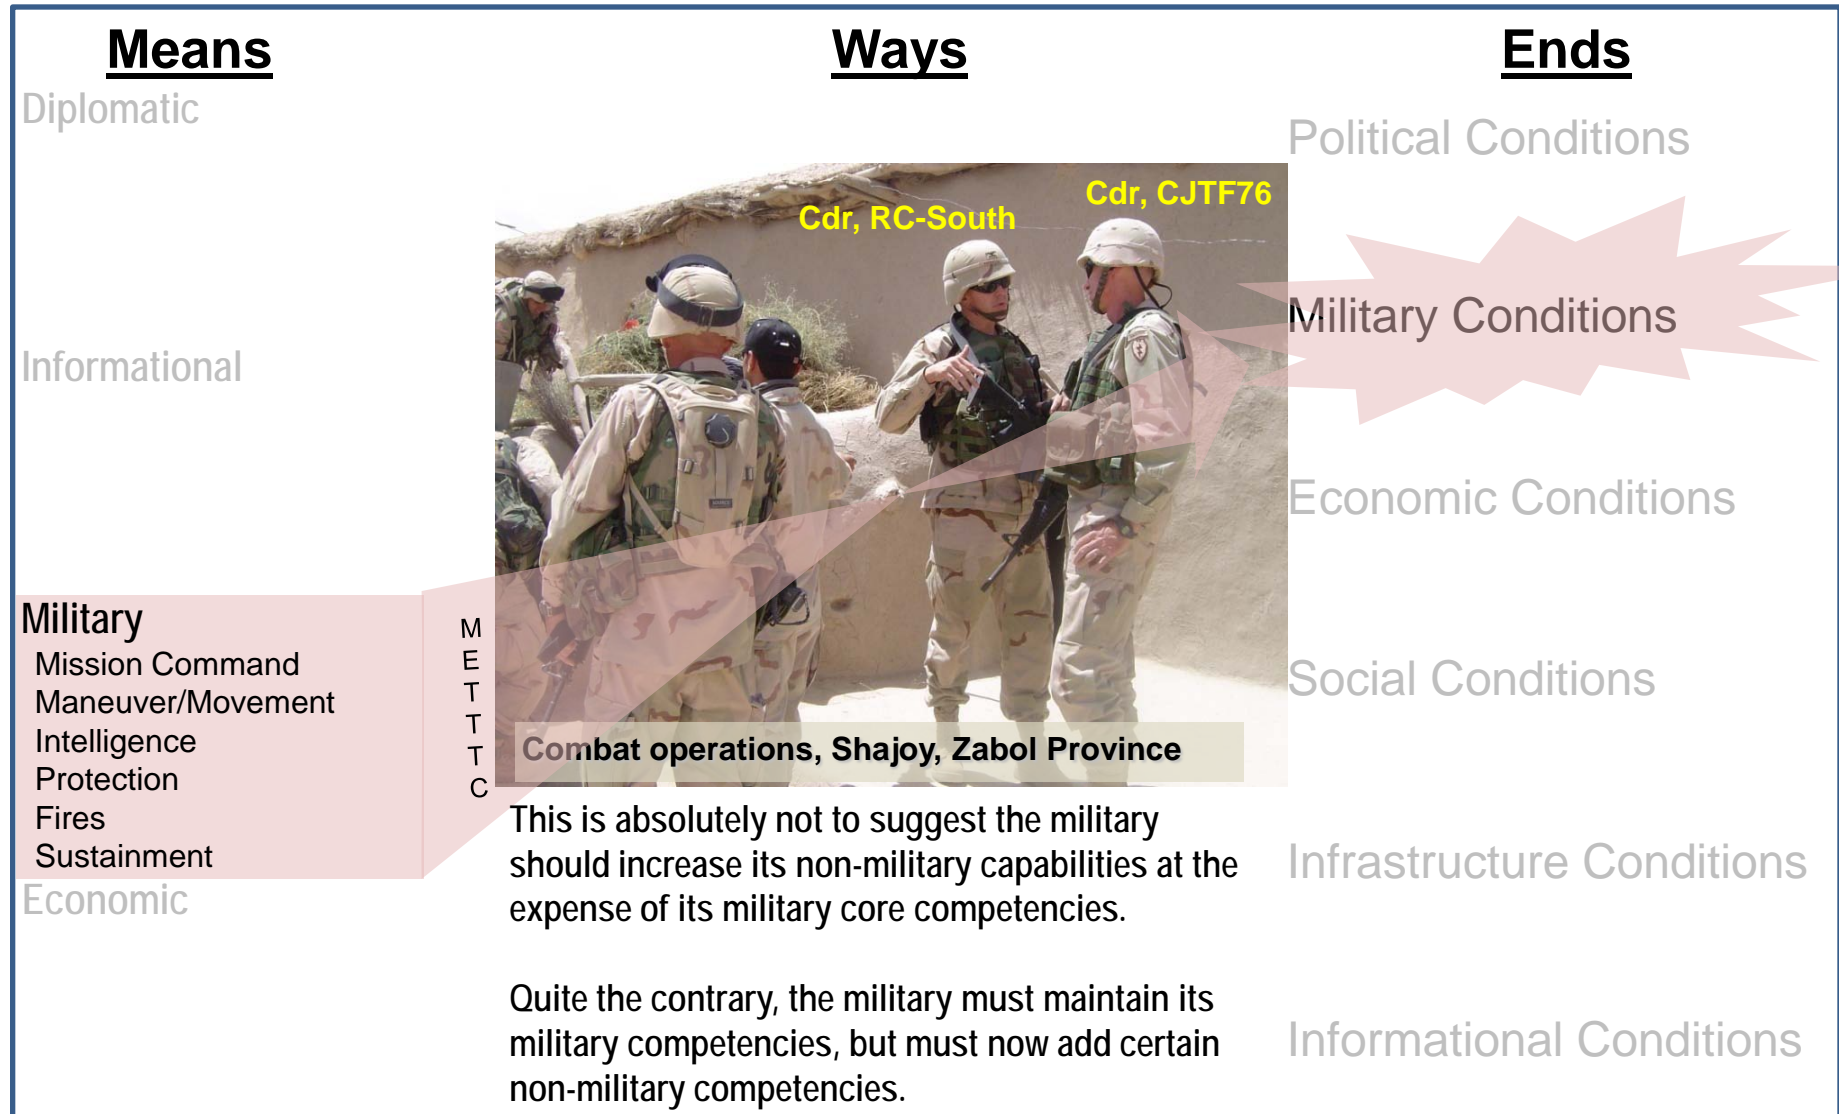 Means
Ways
Ends
Diplomatic
Informational
Military
Mission Command
Maneuver/Movement
Intelligence
Protection
Fires
Sustainment
Economic
M
E
T
T
T
C
Cdr, RC-South
Cdr, CJTF76
Combat operations, Shajoy, Zabol Province
This is absolutely not to suggest the military
should increase its non-military capabilities at the
expense of its military core competencies.
Quite the contrary, the military must maintain its
military competencies, but must now add certain
non-military competencies.
Political Conditions
Military Conditions
Economic Conditions
Social Conditions
Infrastructure Conditions
Informational Conditions